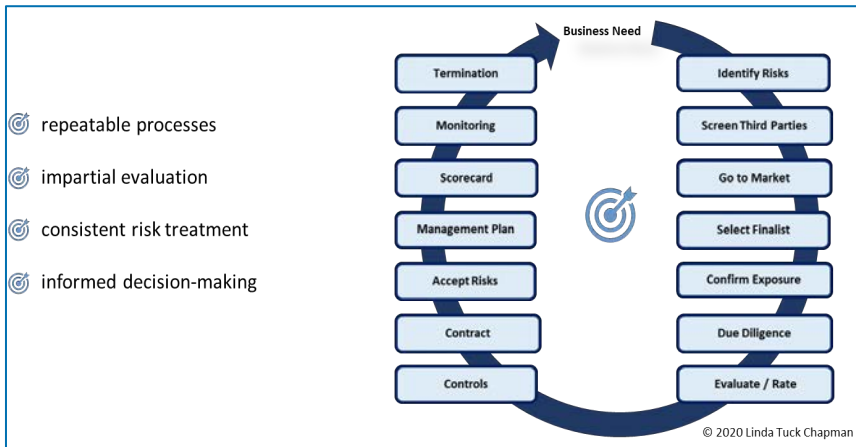 repeatable processes
impartial evaluation
consistent risk treatment
informed decision-making
Business Need
Identify Risks
Screen Third Parties
Go to Market
Select Finalist
Confirm Exposure
Due Diligence
Evaluate / Rate
Controls
Contract
Accept Risks
Management Plan
Scorecard
Monitoring
Termination
© 2020 Linda Tuck Chapman